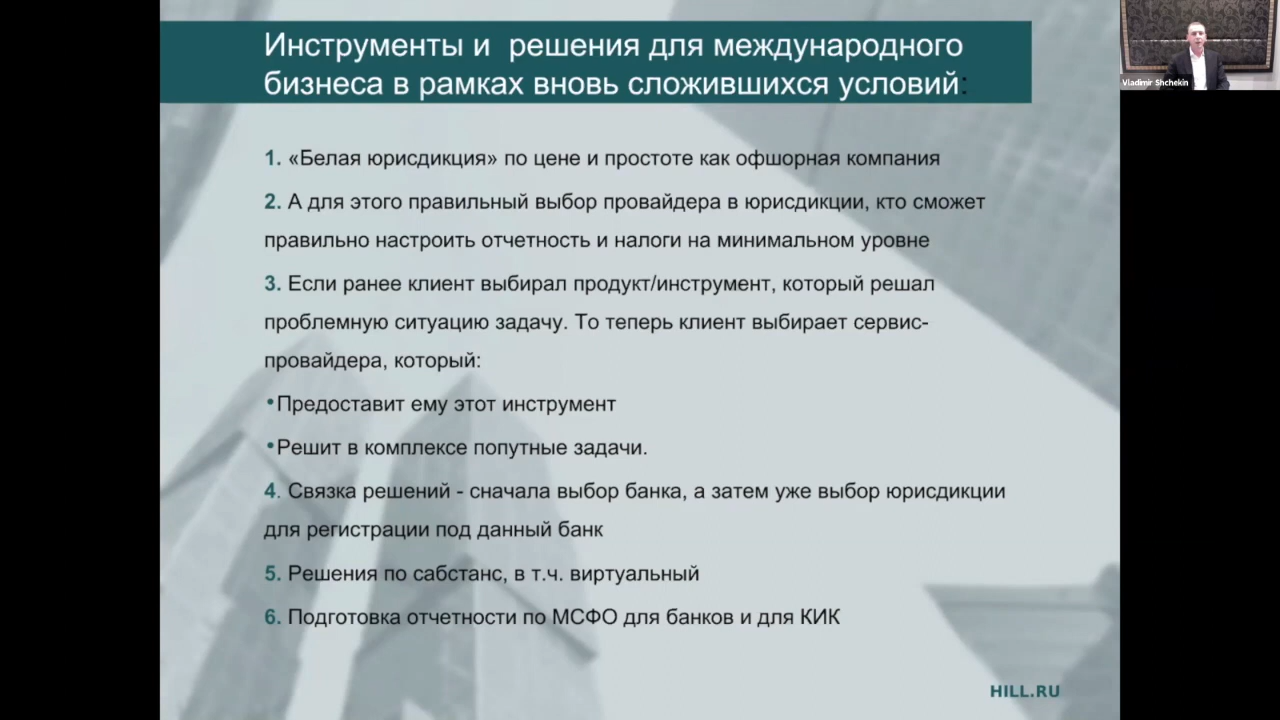 Инструменты и решения для международного
бизнеса в рамках вновь сложившихся условий:
1. «Белая юрисдикция» по цене и простоте как офшорная компания
2. А для этого правильный выбор провайдера в юрисдикции, кто сможет
правильно настроить отчетность и налоги на минимальном уровне
3. Если ранее клиент выбирал продукт/инструмент, который решал
проблемную ситуацию задачу. То теперь клиент выбирает сервис-
провайдера, который:
•Предоставит ему этот инструмент
•Решит в комплексе попутные задачи.
4. Связка решений - сначала выбор банка, а затем уже выбор юрисдикции
для регистрации под данный банк
5. Решения по сабстанс, в т.ч. виртуальный
6. Подготовка отчетности по МСФО для банков и для КИК
HILL.RU
Vladimir Shchekin